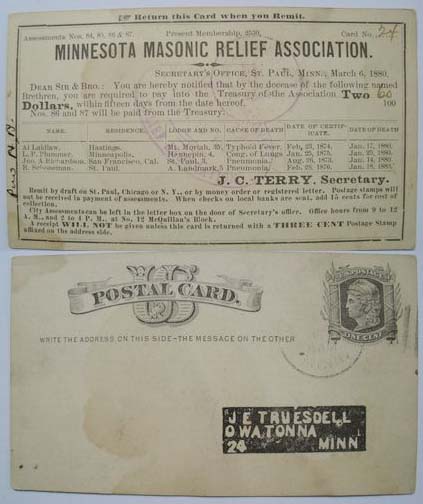 Return this Card when you Remit.
Assessments Nos. 84, 85, 86 & 87. Present Membership, 2550. Card No. 24
MINNESOTA MASONIC RELIEF ASSOCIATION.
SECRETARY'S OFFICE, ST. PAUL, MINN., March 6, 1880.
DEAR SIR & BRO.: You are hereby notified that by the decease of the following named
Brethren, you are required to pay into the Treasury of the Association Two
Dollars, within fifteen days from the date hereof. 100
Nos. 86 and 87 will be paid from the Treasury.
NAME. RESIDENCE. LODGE AND NO. CAUSE OF DEATH DATE OF CERTIFICATE. DATE OF DEATH
Al Laidlaw, Hastings. Mt. Moriah, 35, Typhoid Fever. Feb. 23, 1874. Jan. 17, 1880.
L. P. Plummer, Minneapolis, Hennepin, 4, Cong. of Lungs Jan. 25, 1875. Jan. 1880.
Jno. A Richardson, San Francisco, Cal. St. Paul, 3, Pneumonia. Aug. 26, 1873. Jan. 14, 1880.
St. Paul. A Landmark, 5 Pneumonia, Feb. 1876. Jan. 18, 1880.
J. C. TERRY, Secretary.
Remit by draft on St. Paul, Chicago or N. Y., or by money order or registered letter. Postage stamps will
not be received in payment of assessments. When checks on local banks are sent, add 15 cents for cost of
collection.
City Assessments can be left in the letter box on the door of Secretary's office. Office hours from 9 to 12
A. M., and 2 to 4 P. M., at No. 12 McQuillan's Block.
A receipt WILL NOT be given unless this card is returned with a THREE CENT Postage Stamp
affixed on the address side.
US
POSTAL CARD.
WRITE THE ADDRESS ON THIS SIDE - THE MESSAGE ON THE OTHER
U.S. POSTAGE
ONE CENT
J E TRUESDELL
OWATONNA
24 MINN